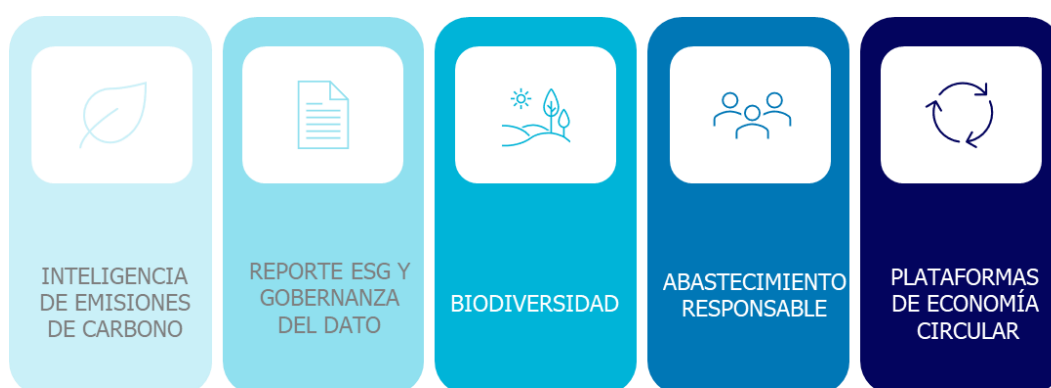 INTELIGENCIA
DE EMISIONES
DE CARBONO
REPORTE ESG Y
GOBERNANZA
DEL DATO
BIODIVERSIDAD
ABASTECIMIENTO
RESPONSABLE
PLATAFORMAS
DE ECONOMÍA
CIRCULAR